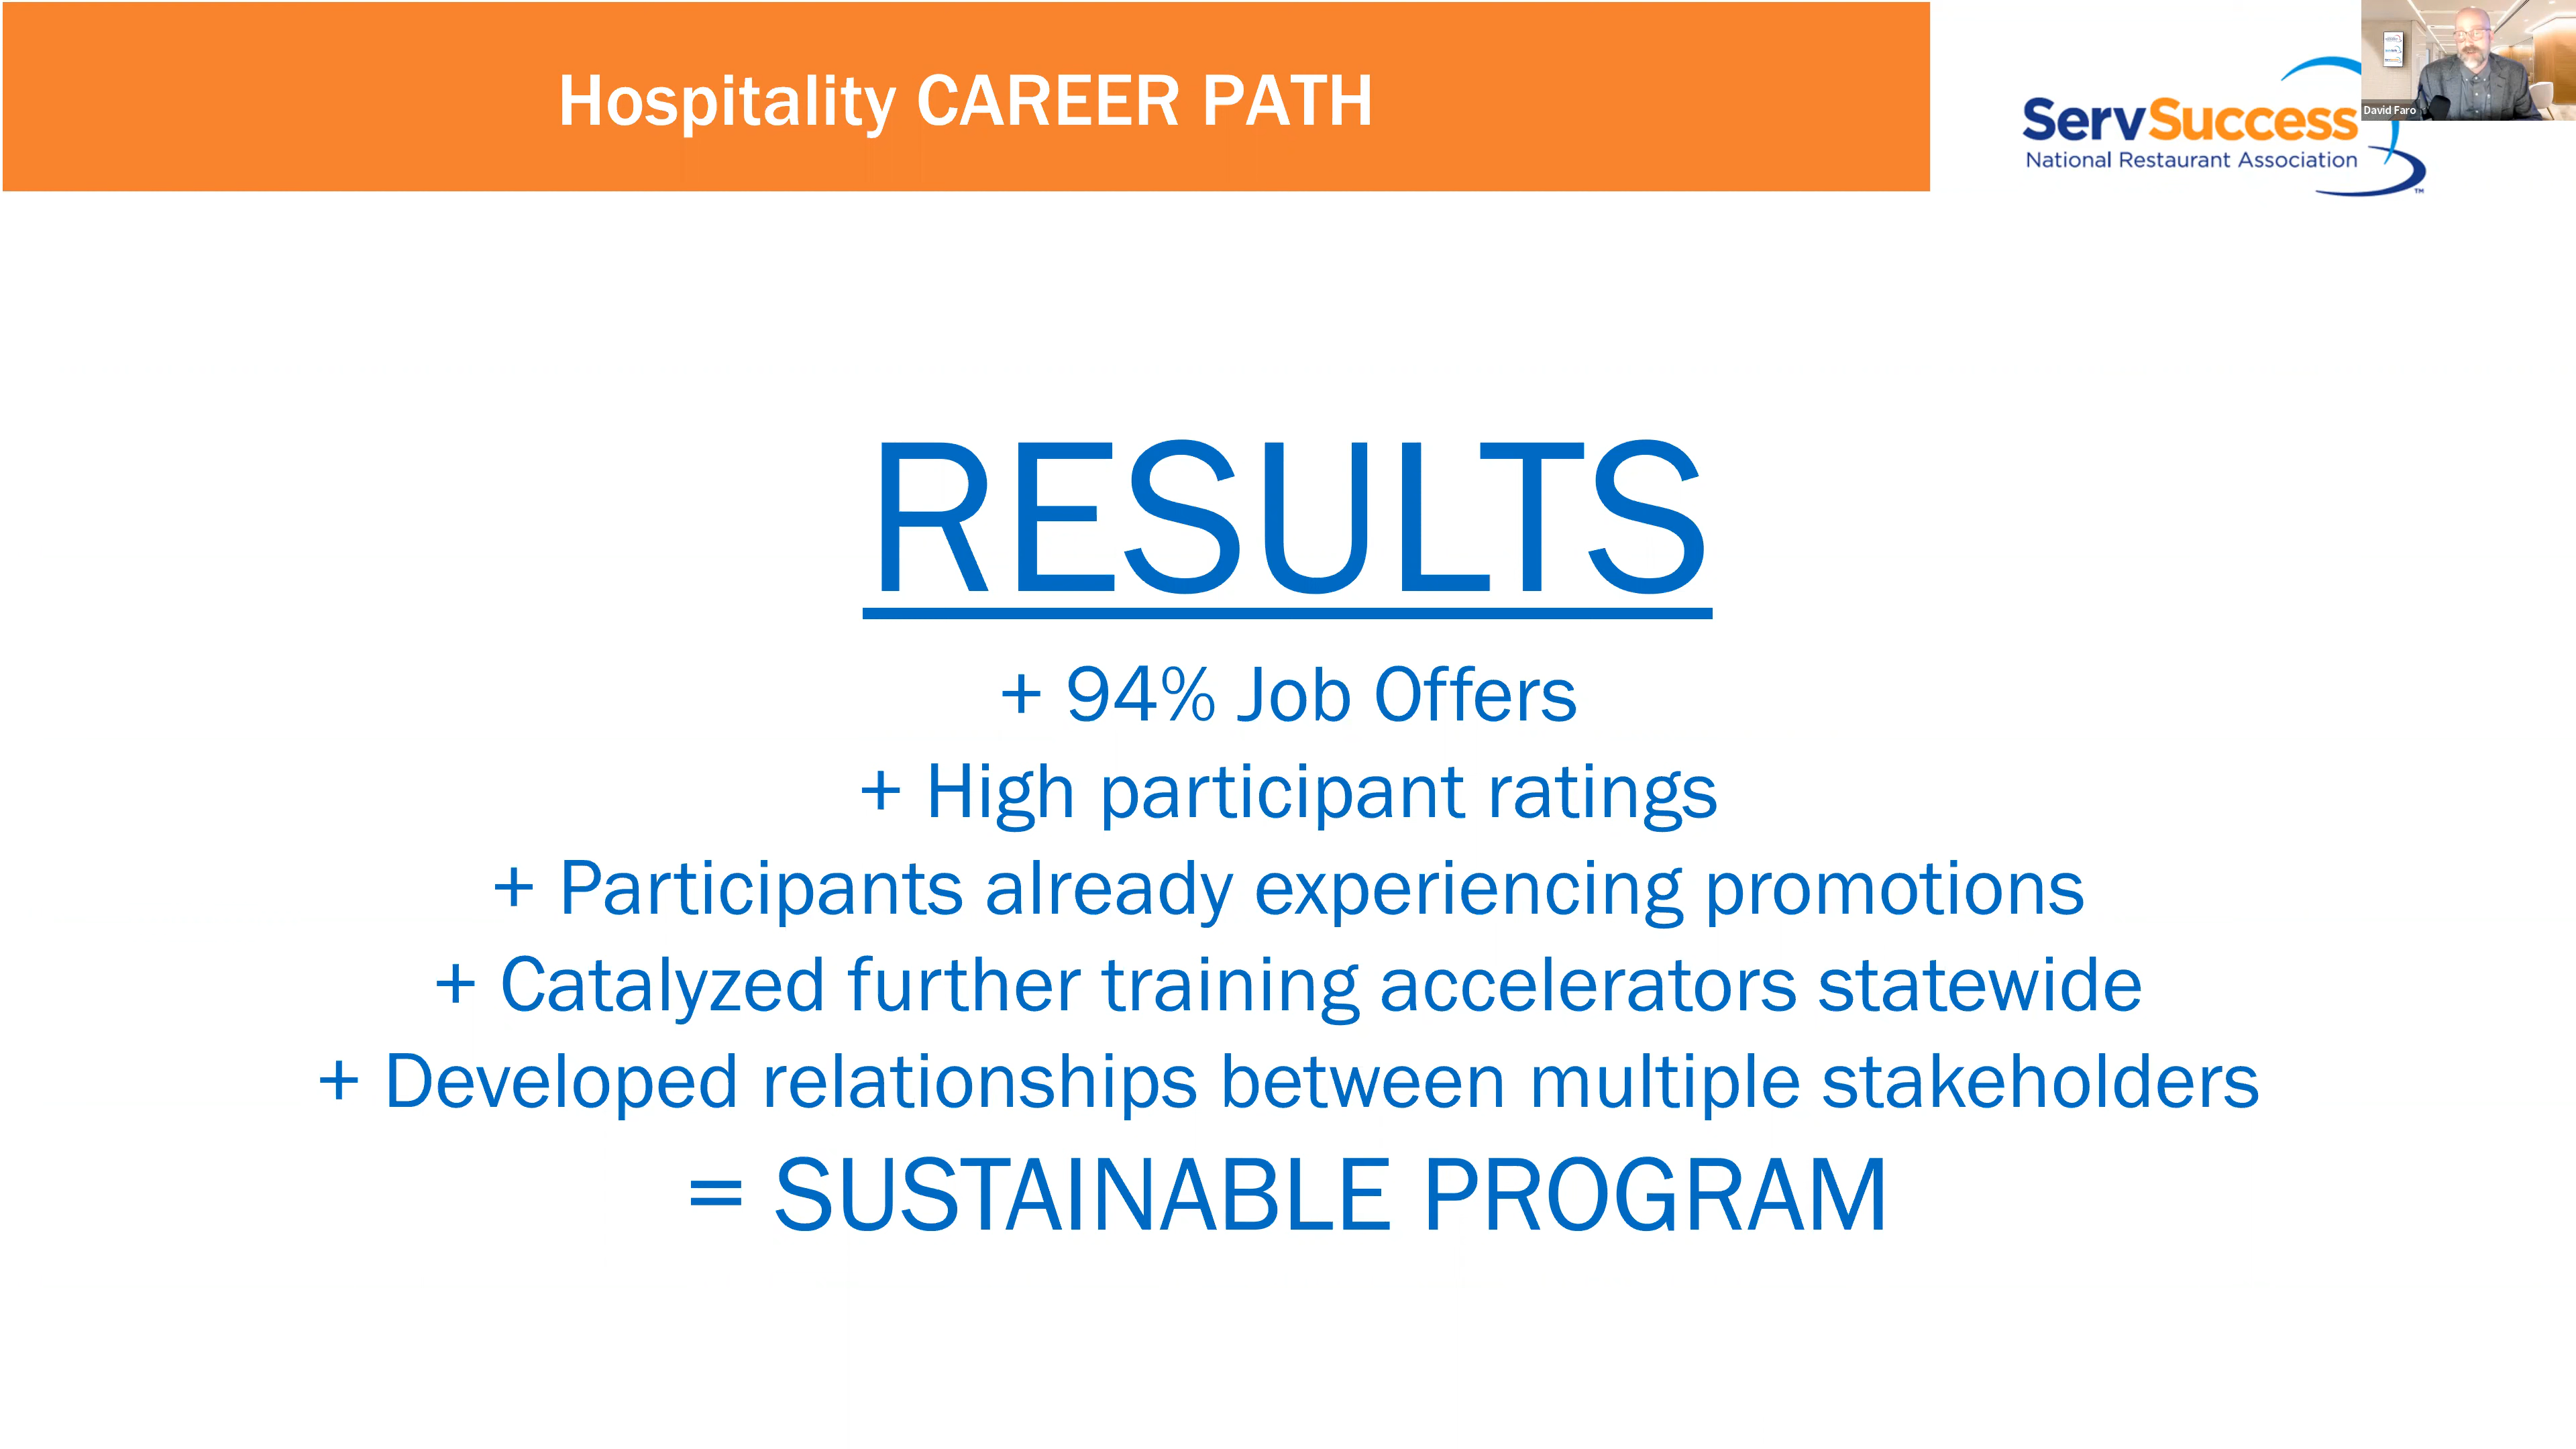 Hospitality CAREER PATH
ServSuccess
National Restaurant Association
TM
David Faro
RESULTS
+ 94% Job Offers
+ High participant ratings
+ Participants already experiencing promotions
+ Catalyzed further training accelerators statewide
+ Developed relationships between multiple stakeholders
= SUSTAINABLE PROGRAM